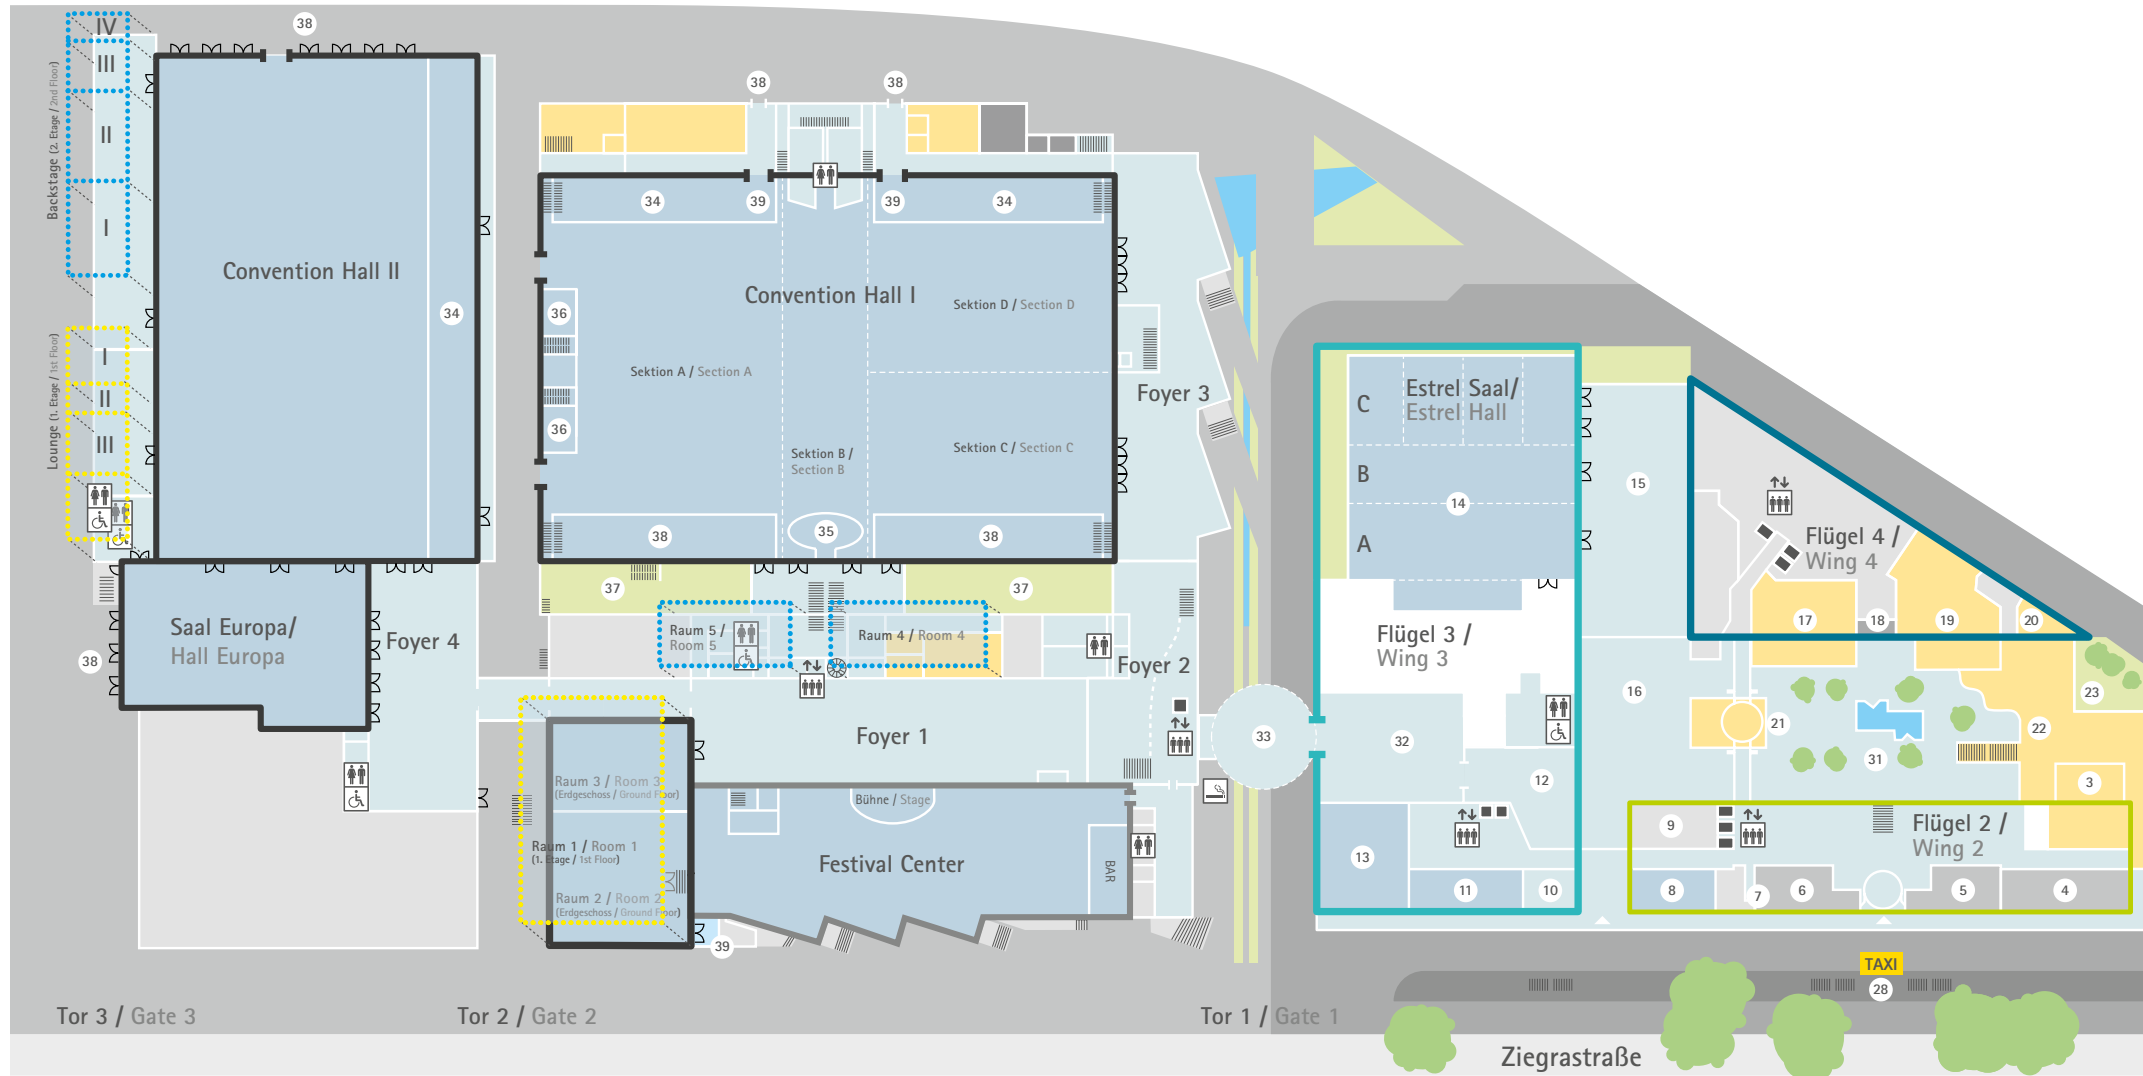 38
IV
III
II
I
Backstage (2. Etage / 2nd Floor)
I
II
III
Lounge (1. Etage / 1st Floor)
Convention Hall II
34
38
38
34
39
39
34
Convention Hall I
Sektion D / Section D
36
36
Sektion A / Section A
Sektion B /
Section B
Sektion C / Section C
38
35
38
Foyer 3
37
37
Saal Europa/
Hall Europa
38
Foyer 4
Raum 5 /
Room 5
Raum 4 / Room 4
Foyer 2
Foyer 1
33
Raum 3 / Room 3
(Erdgeschoss / Ground Floor)
Raum 1 / Room 1
(1. Etage / 1st Floor)
Raum 2 / Room 2
(Erdgeschoss / Ground Floor)
39
Bühne / Stage
Festival Center
BAR
Estrel Saal/
Estrel Hall
C
B
A
14
15
Flügel 3 /
Wing 3
16
32
12
13
11
10
Flügel 4 /
Wing 4
17
18
19
20
21
22
23
31
3
9
Flügel 2 /
Wing 2
8
7
6
5
4
TAXI
28
Tor 3 / Gate 3
Tor 2 / Gate 2
Tor 1 / Gate 1
Ziegrastraße